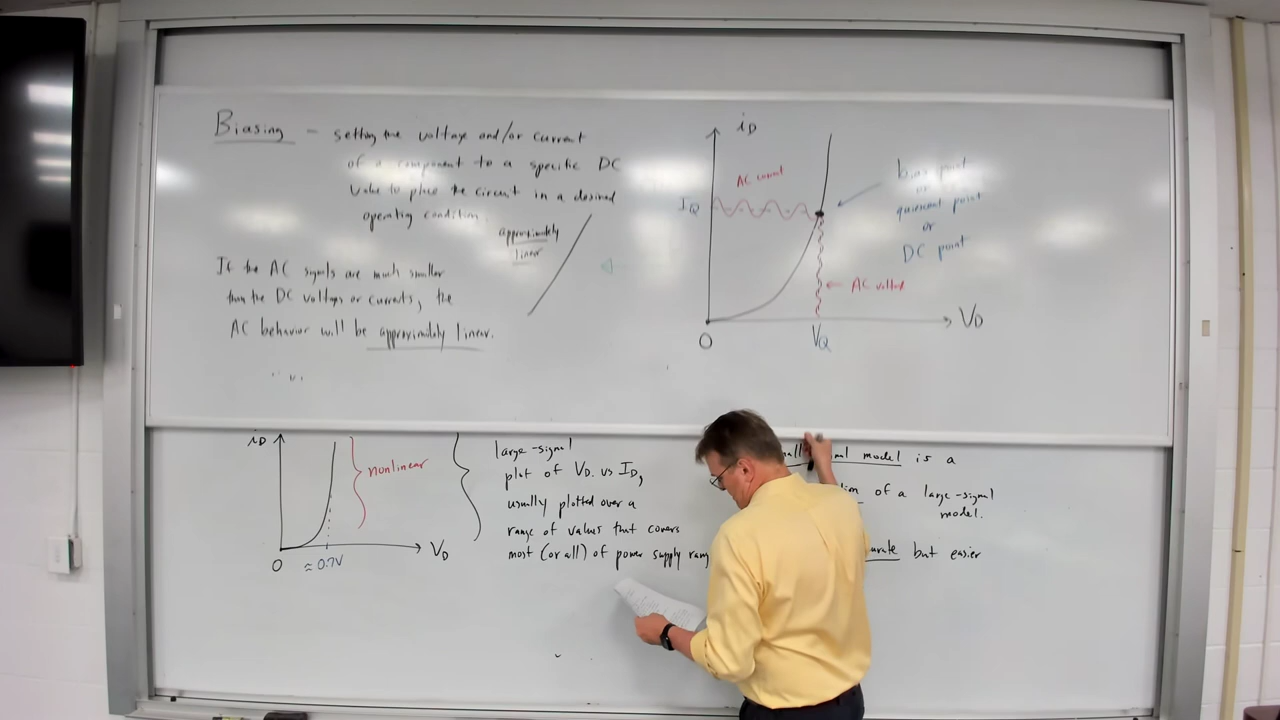 Biasing - setting the voltage and/or current
of a component to a specific DC
value to place the circuit in a desired
operating condition.
approximately
linear
If the AC signals are much smaller
than the DC voltages or currents, the
AC behavior will be approximately linear.
iD
AC current
IQ
bias point
or
quiescent point
or
DC point
AC voltage
0
VQ
VD
iD
nonlinear
0
≈0.7V
VD
large-signal
plot of VD vs ID,
usually plotted over a
range of values that covers
most (or all) of power supply
model is a
of a large-signal
model.
but easier